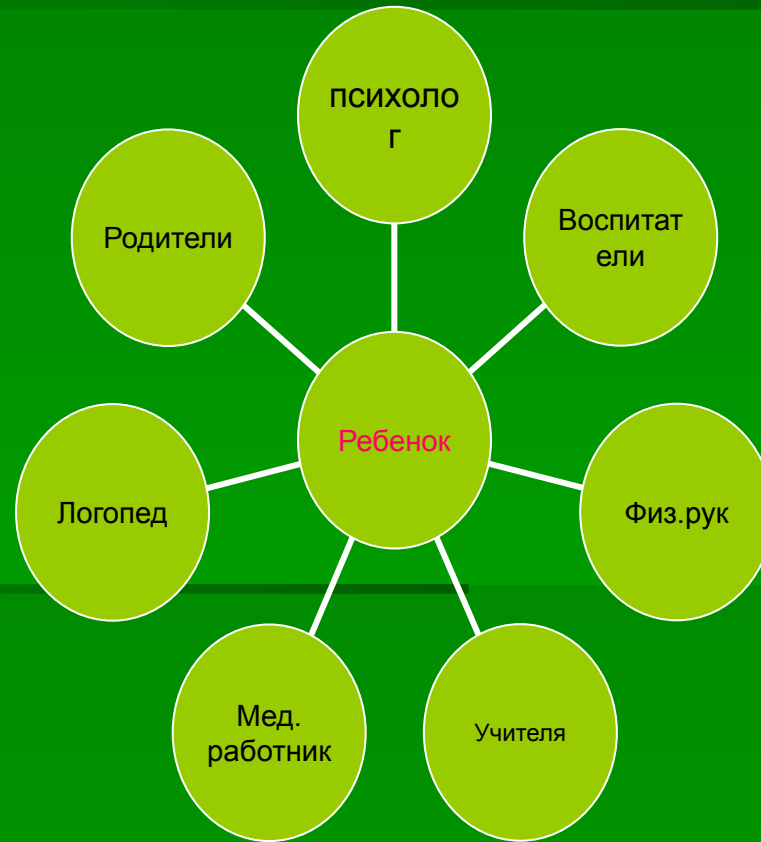 психоло
г
Родители
Воспитат
ели
Ребенок
Логопед
Физ.рук
Мед.
работник
Учителя